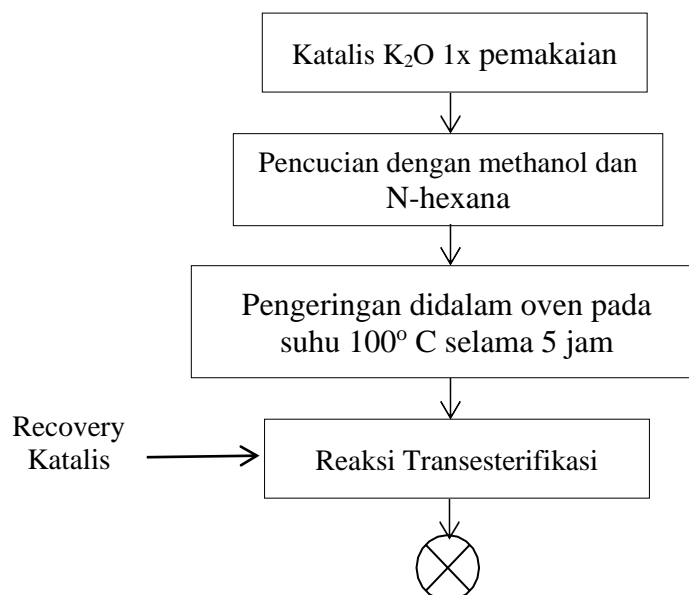 Katalis K₂O 1x pemakaian
Pencucian dengan methanol dan
N-hexana
Pengeringan didalam oven pada
suhu 100º C selama 5 jam
Recovery
Katalis
Reaksi Transesterifikasi